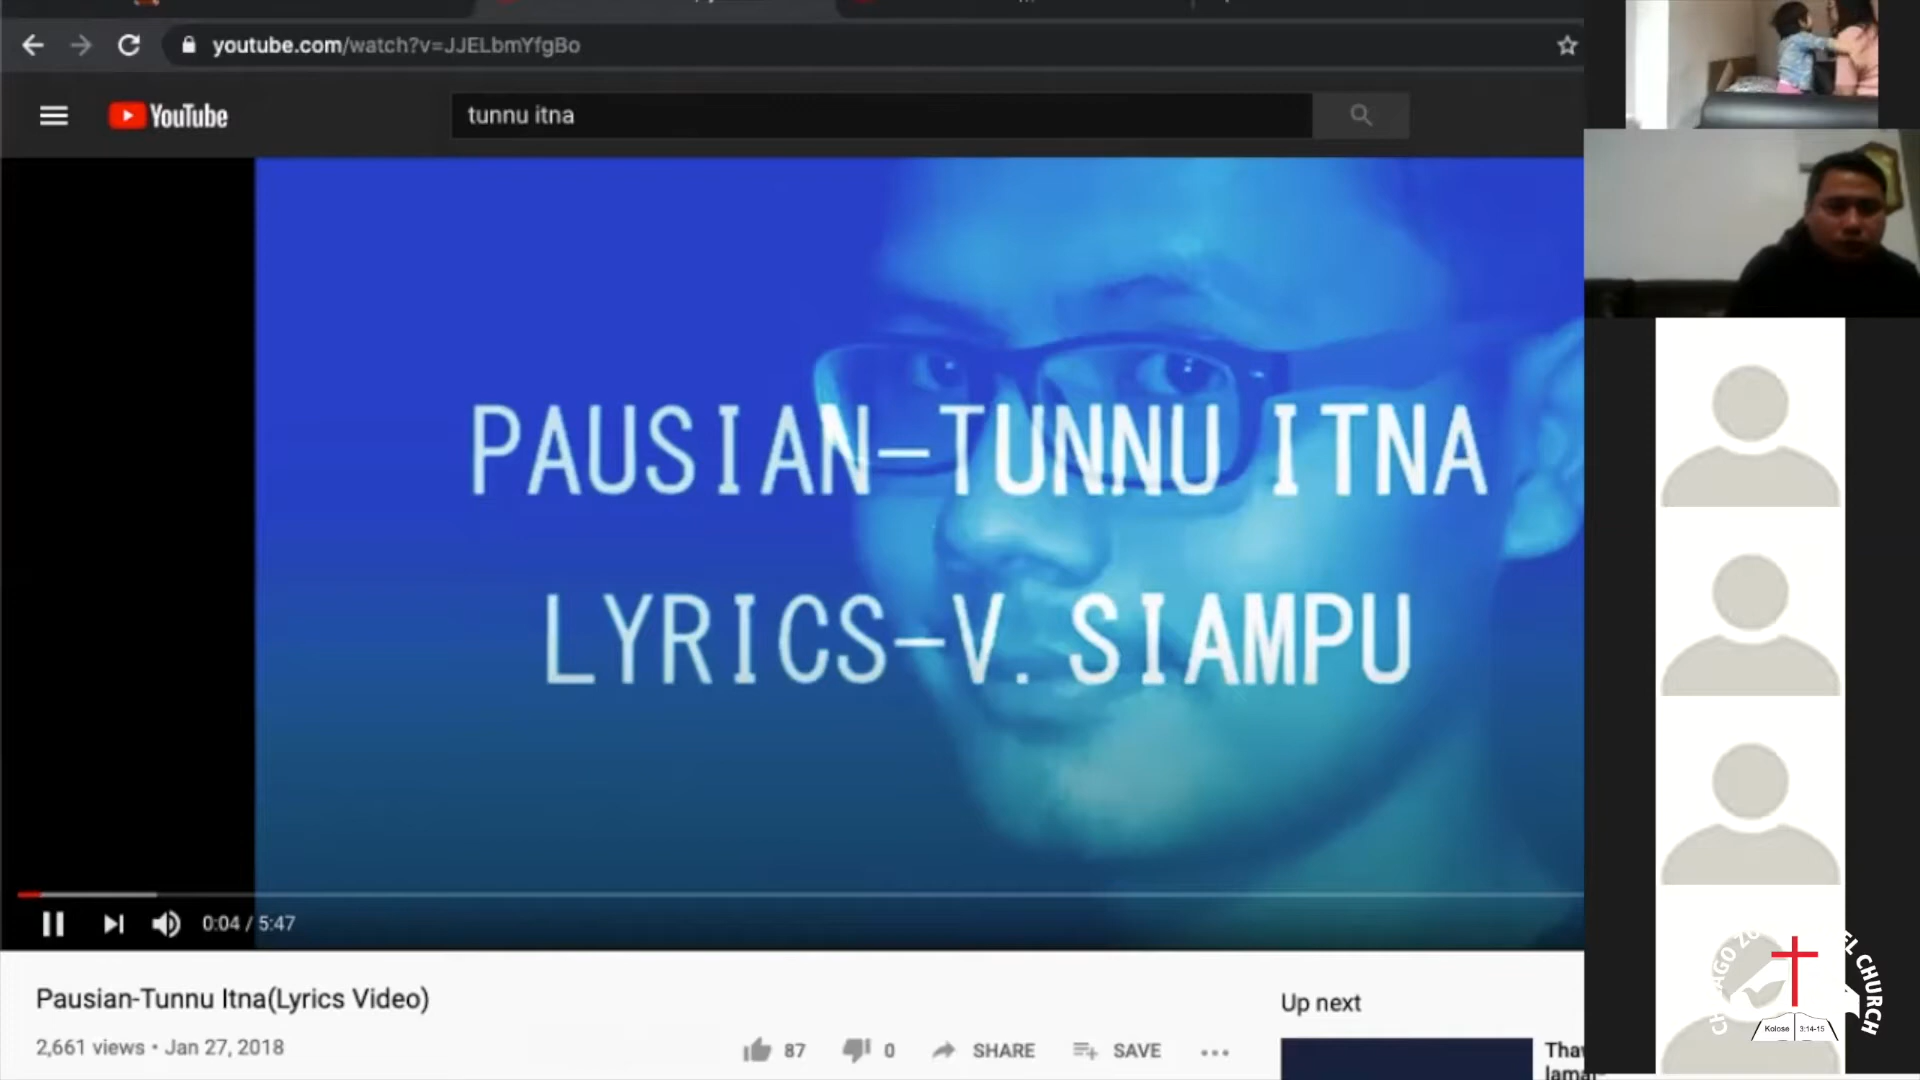 youtube.com/watch?v=JJELbmYfgBo
YouTube
tunnu itna
PAUSIAN-TUNNU ITNA
LYRICS-V.SIAMPU
0:04 / 5:47
Pausian-Tunnu Itna(Lyrics Video)
2,661 views • Jan 27, 2018
87
0
SHARE
SAVE
Up next
CHURCH
Kolose 3:14-15